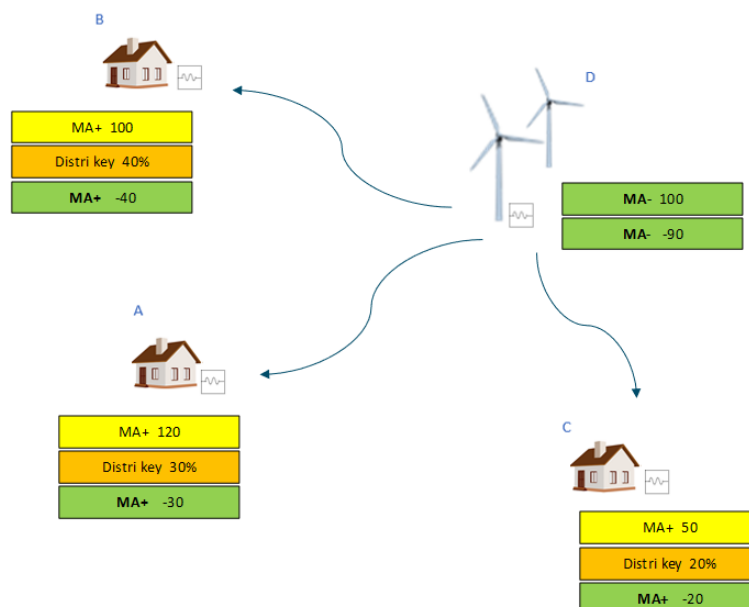 B
MA+ 100
Distri key 40%
MA+ -40
D
MA- 100
MA- -90
A
MA+ 120
Distri key 30%
MA+ -30
C
MA+ 50
Distri key 20%
MA+ -20